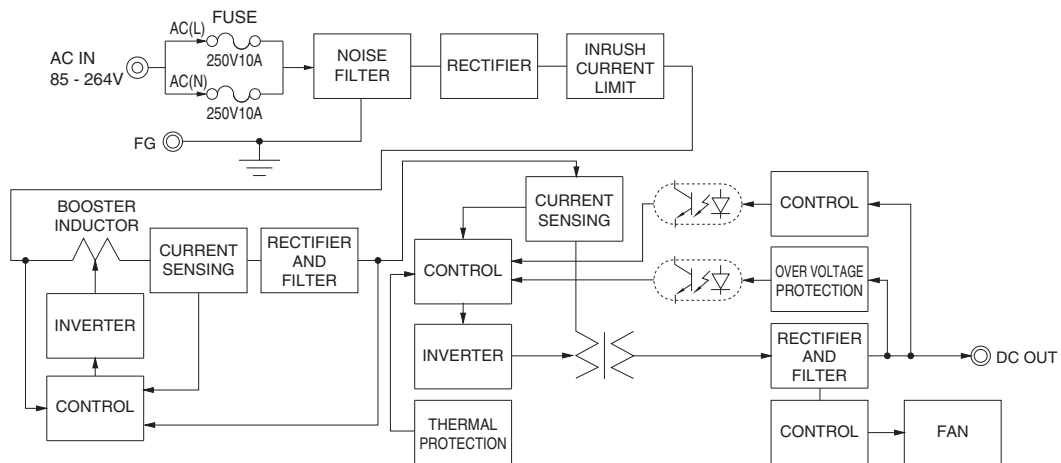 FUSE
AC(L)
250V10A
AC IN
85 - 264V
AC(N)
250V10A
FG
NOISE
FILTER
RECTIFIER
INRUSH
CURRENT
LIMIT
BOOSTER
INDUCTOR
CURRENT
SENSING
RECTIFIER
AND
FILTER
INVERTER
CONTROL
CURRENT
SENSING
CONTROL
INVERTER
THERMAL
PROTECTION
CONTROL
OVER VOLTAGE
PROTECTION
RECTIFIER
AND
FILTER
DC OUT
CONTROL
FAN